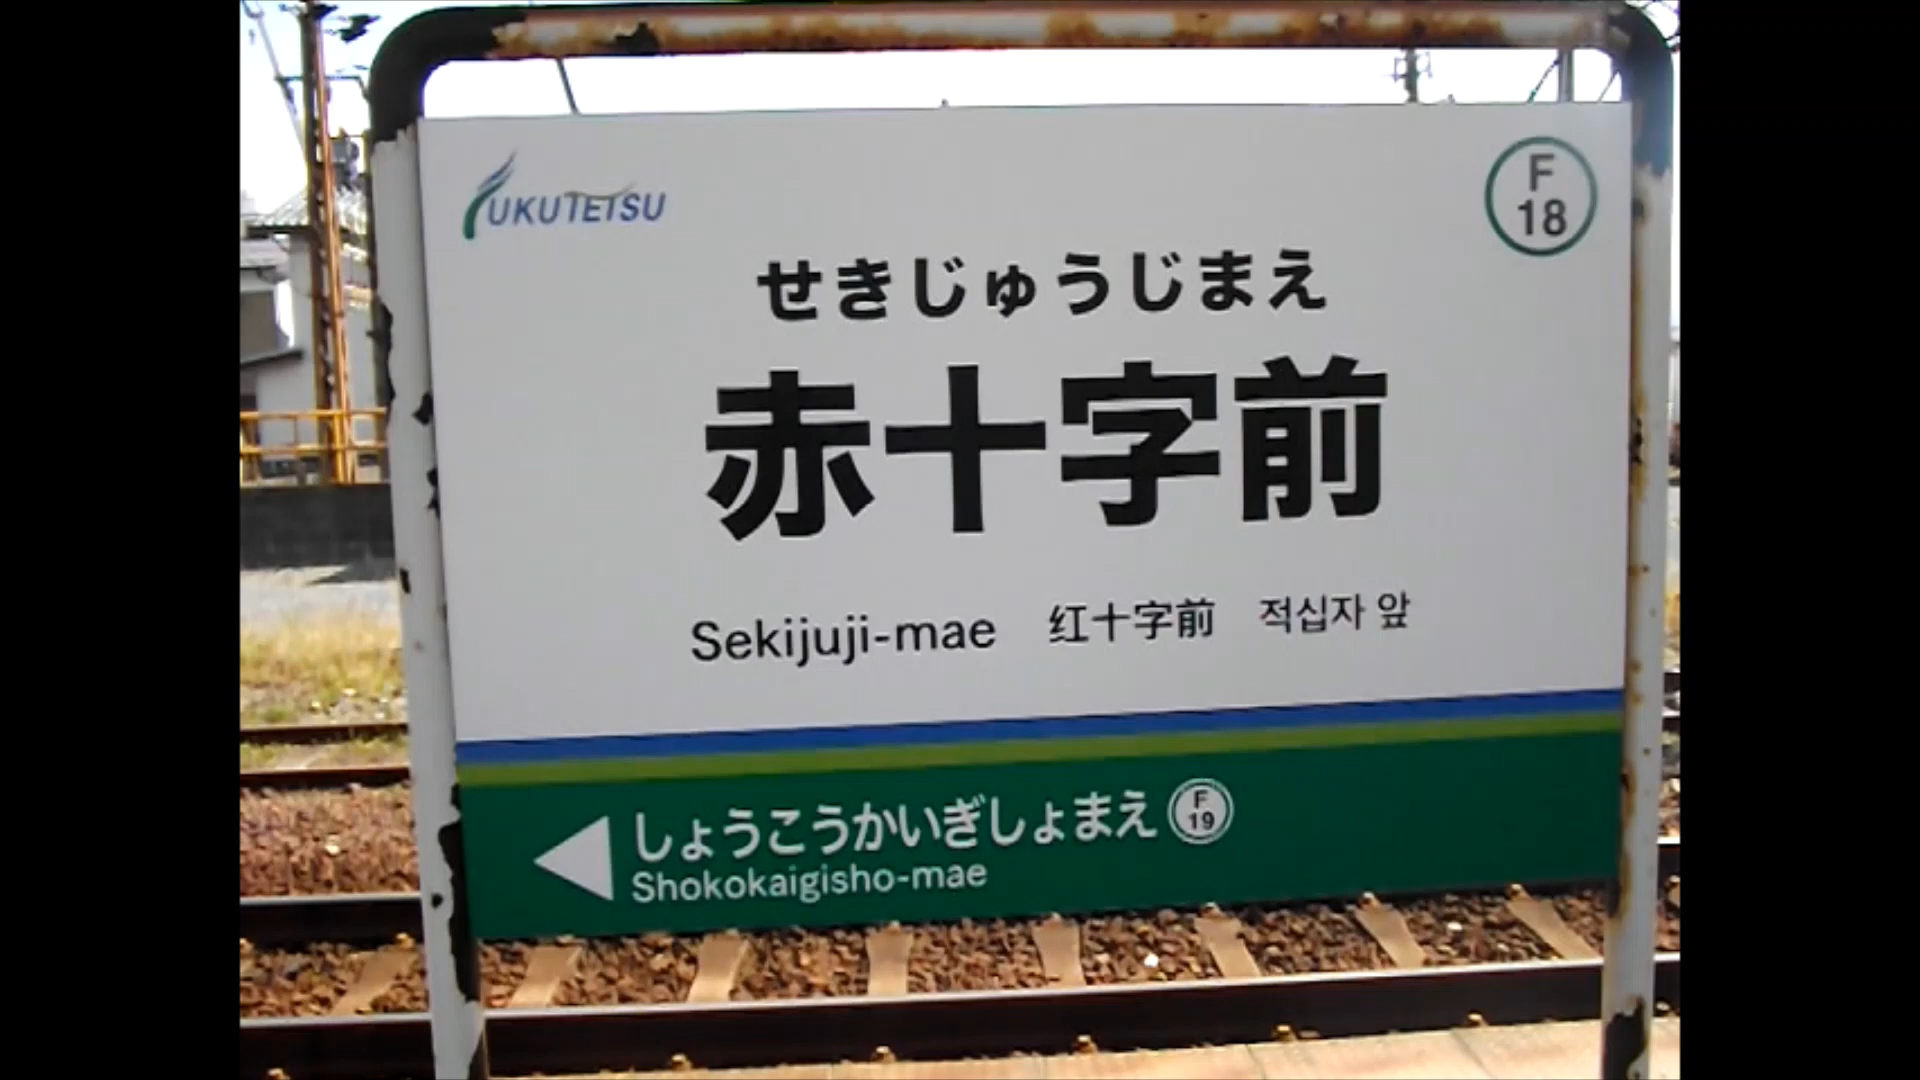 FUKUTETSU
F
18
せきじゅうじまえ
赤十字前
Sekijuji-mae 红十字前 적십자 앞
しょうこうかいぎしょまえ F 19
Shokokaigisho-mae